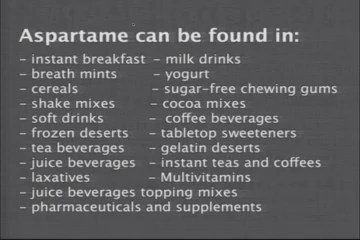 Aspartame can be found in:
- instant breakfast - milk drinks
- breath mints - yogurt
- cereals - sugar-free chewing gums
- shake mixes - cocoa mixes
- soft drinks - coffee beverages
- frozen deserts - tabletop sweeteners
- tea beverages - gelatin deserts
- juice beverages - instant teas and coffees
- laxatives - Multivitamins
- juice beverages topping mixes
- pharmaceuticals and supplements